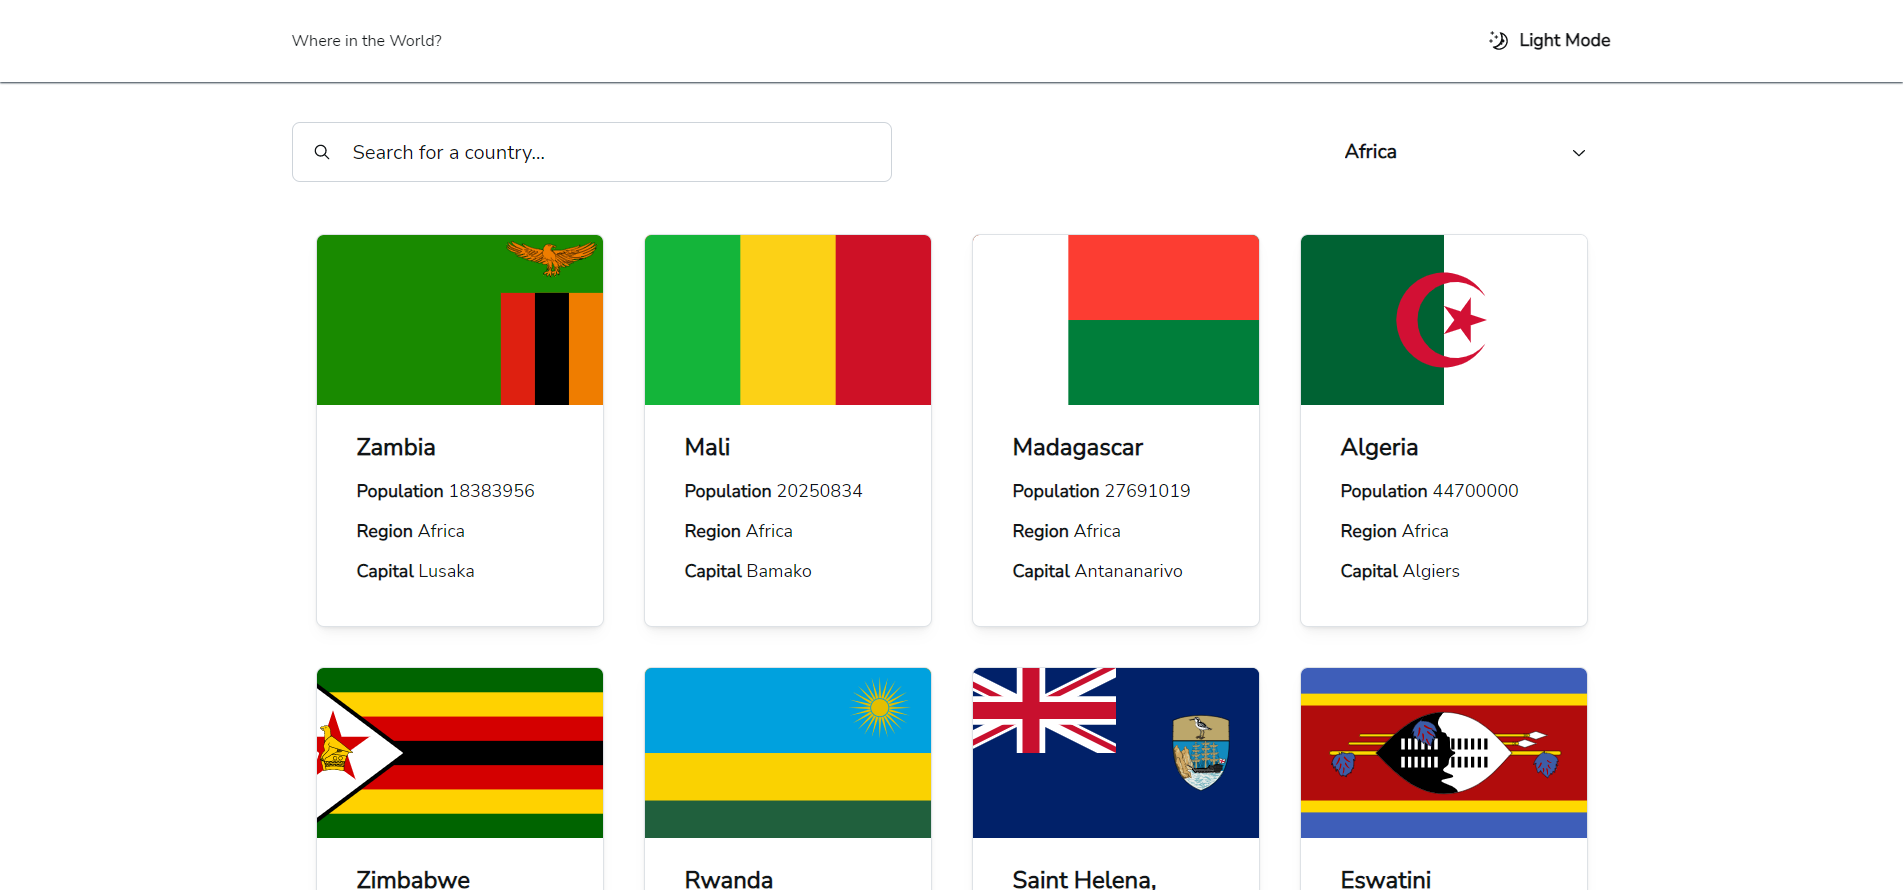 Where in the World?
Light Mode
Search for a country...
Africa
Zambia
Population 18383956
Region Africa
Capital Lusaka
Mali
Population 20250834
Region Africa
Capital Bamako
Madagascar
Population 27691019
Region Africa
Capital Antananarivo
Algeria
Population 44700000
Region Africa
Capital Algiers
Zimbabwe
Rwanda
Saint Helena,
Eswatini